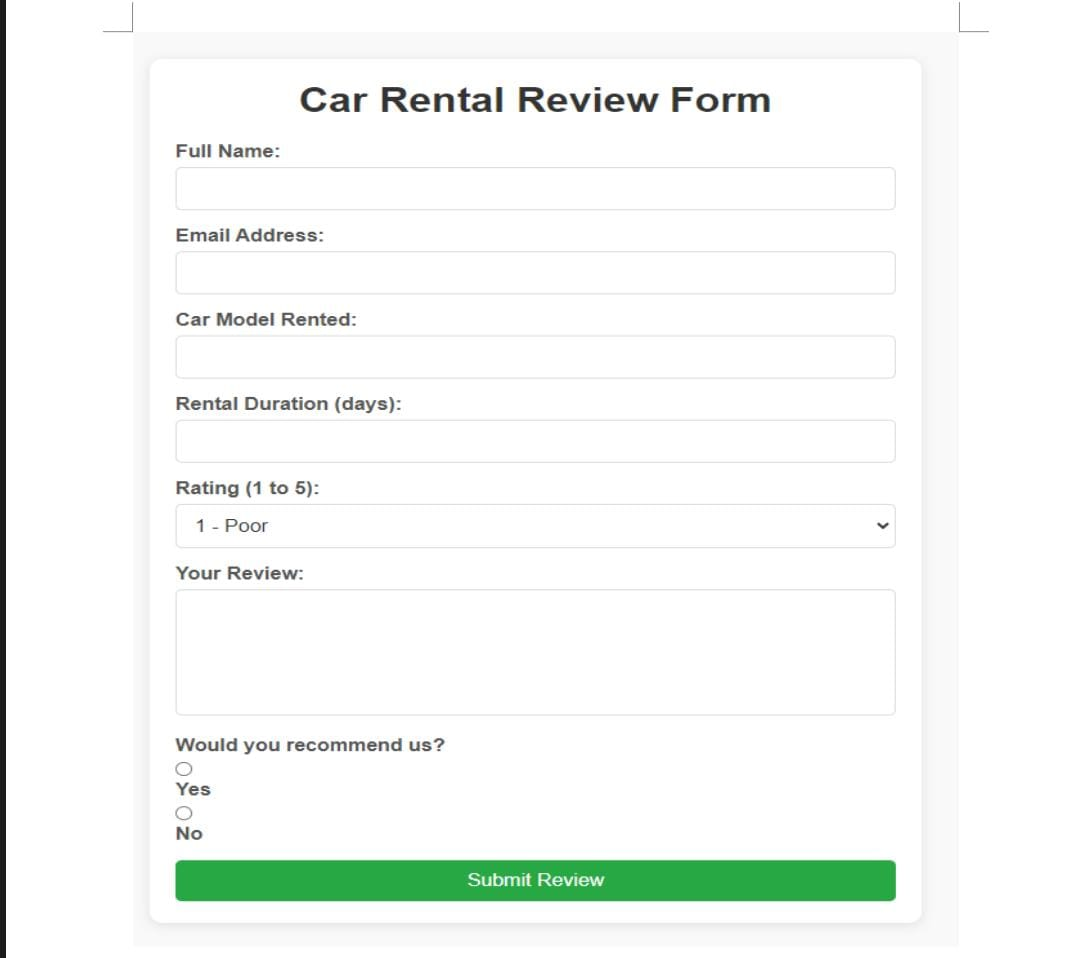 Car Rental Review Form
Full Name:
Email Address:
Car Model Rented:
Rental Duration (days):
Rating (1 to 5):
1 - Poor
Your Review:
Would you recommend us?
Yes
No
Submit Review